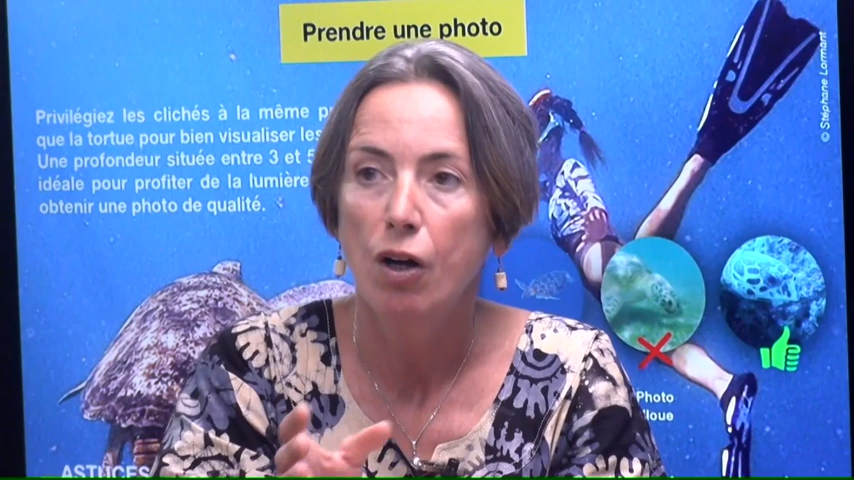 Prendre une photo
© Stéphane Lormant
Privilégiez les clichés à la même
que la tortue pour bien visualiser les
Une profondeur située entre 3 et 5
idéale pour profiter de la lumière
obtenir une photo de qualité.
Photo
floue
ASTUCES